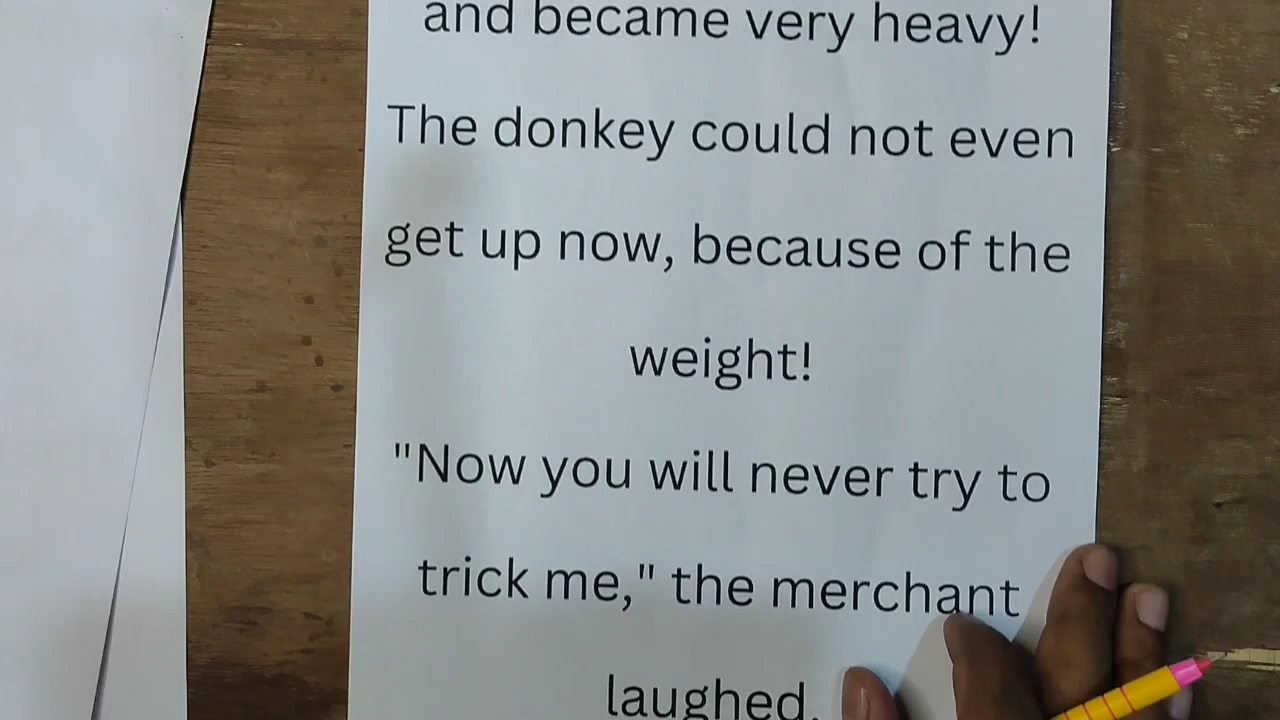 and became very heavy!
The donkey could not even
get up now, because of the
weight!
"Now you will never try to
trick me," the merchant
laughed.